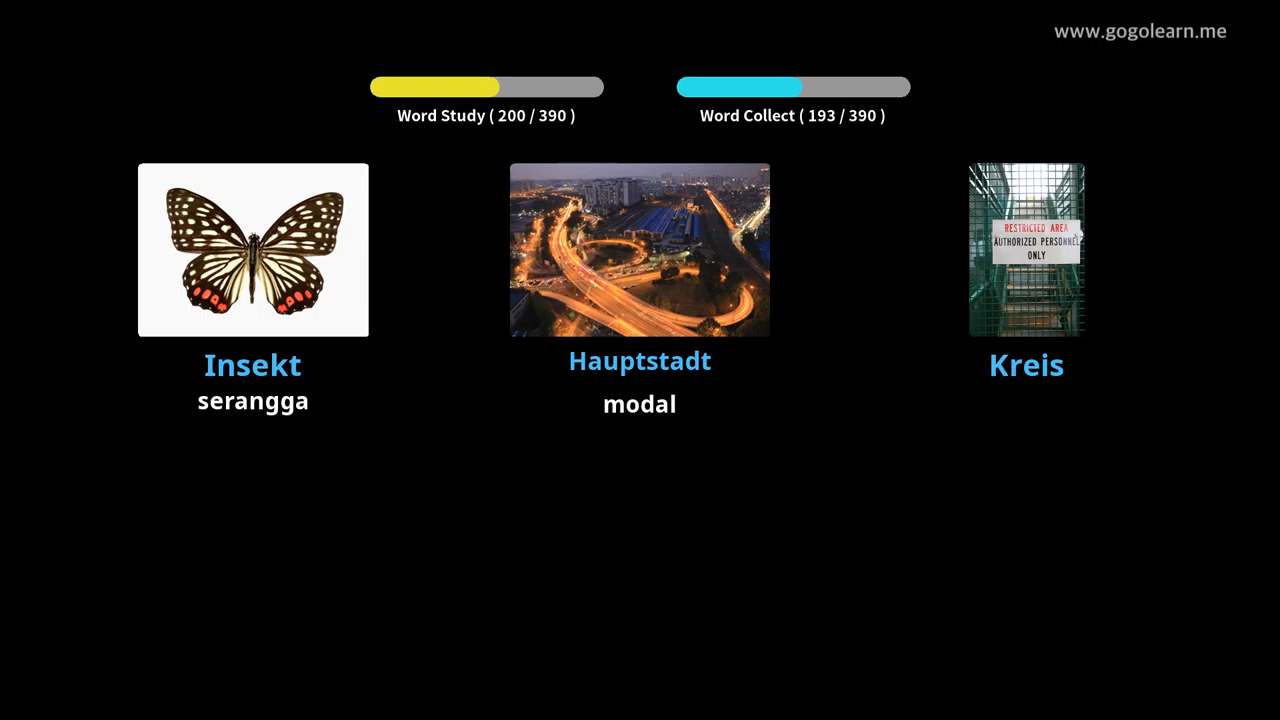 www.gogolearn.me
Word Study ( 200 / 390 )
Word Collect ( 193 / 390 )
RESTRICTED AREA
AUTHORIZED PERSONNEL
ONLY
Insekt
serangga
Hauptstadt
modal
Kreis